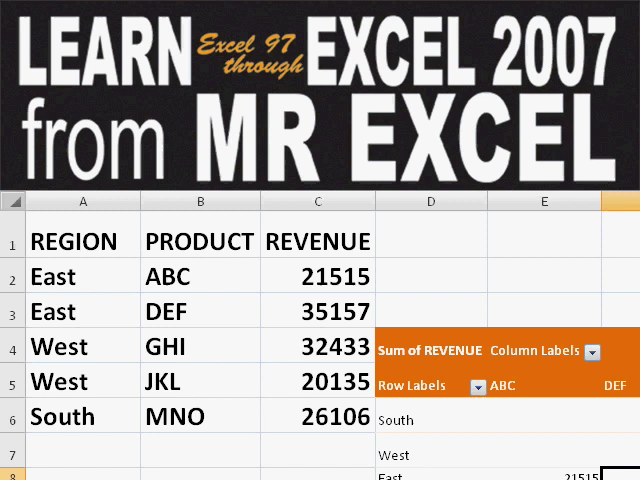 LEARN Excel 97 through EXCEL 2007
from MR EXCEL
A B C D E
1 REGION PRODUCT REVENUE
2 East ABC 21515
3 East DEF 35157
4 West GHI 32433 Sum of REVENUE Column Labels
5 West JKL 20135 Row Labels ABC DEF
6 South MNO 26106 South
7 West
8 East 21515